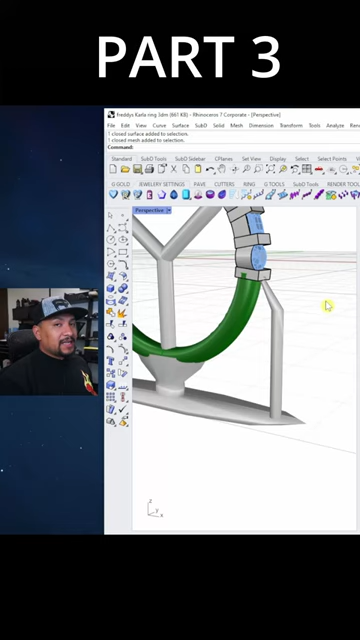 PART 3
Freddys Karla ring 3dm (661 KB) - Rhinoceros 7 Corporate - [Perspective]
File Edit View Curve Surface SubD Solid Mesh Dimension Transform Tools Analyze
1 closed surface added to selection.
1 closed mesh added to selection.
Command:
Standard SubD Tools SubD Sidebar CPlanes Set View Display Select Select Points
G GOLD JEWELRY SETTINGS PAVE CUTTERS RING G TOOLS SubD Tools RENDER TOOL
Perspective
z
y
x